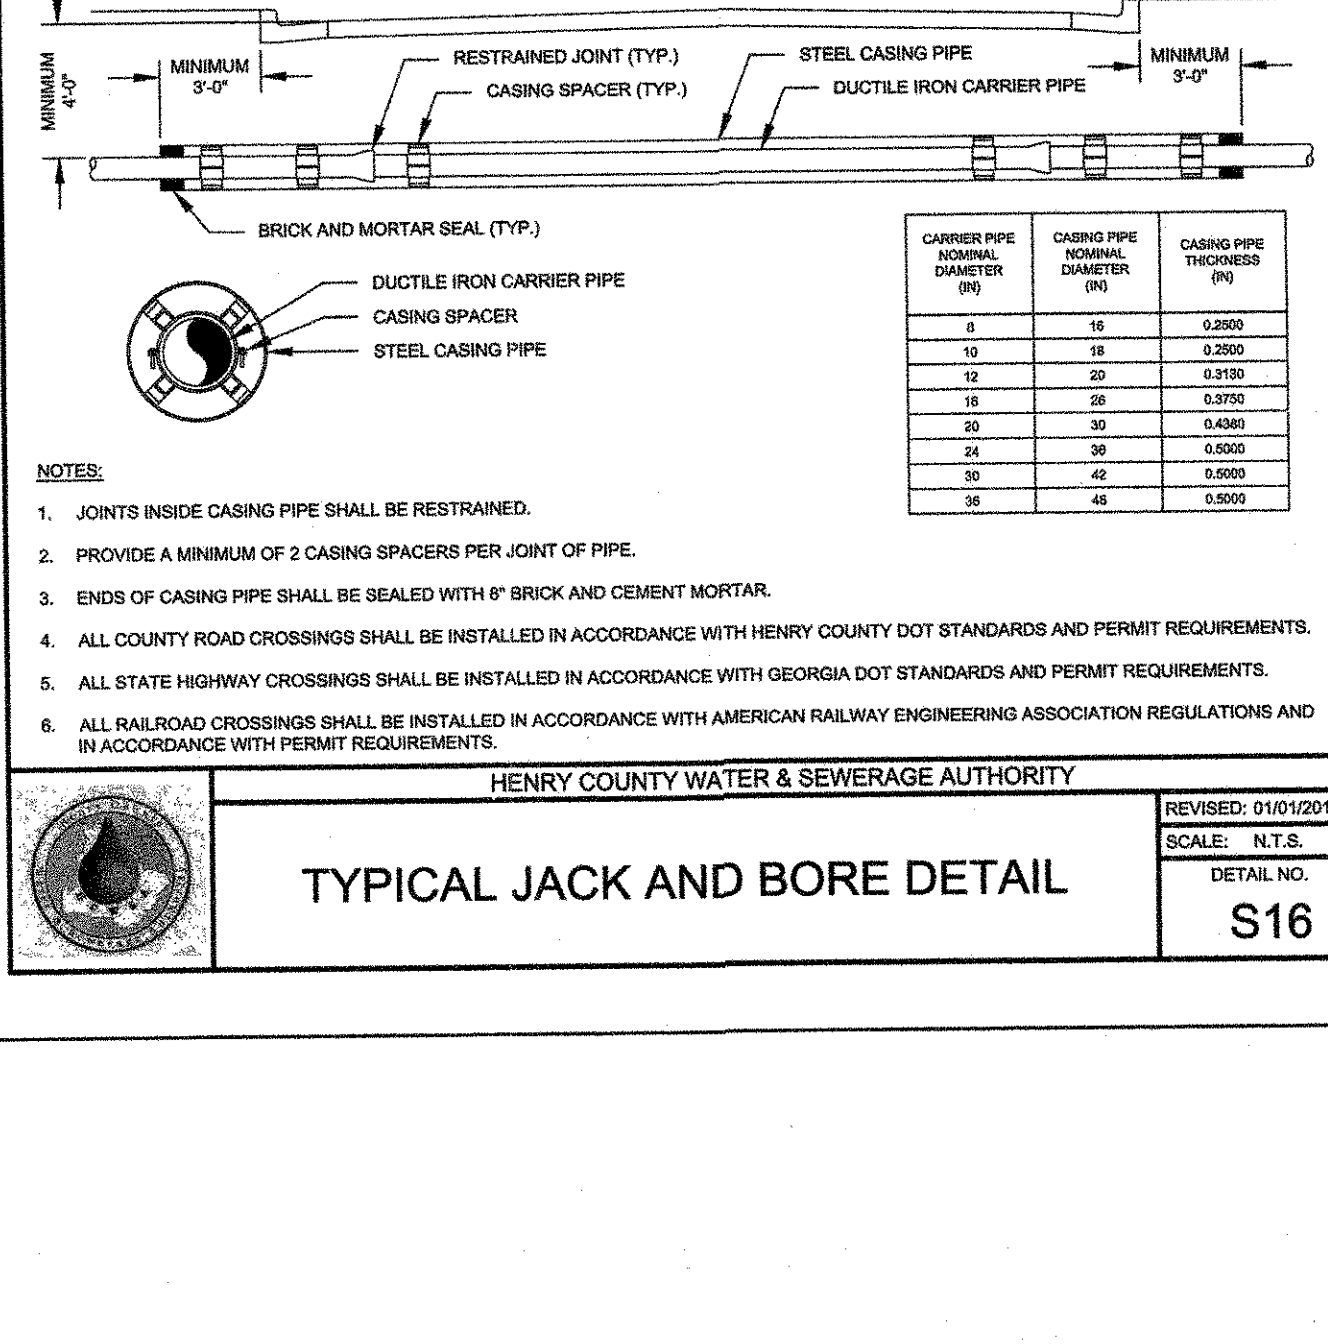 MINIMUM
4'-0"
MINIMUM
3'-0"
RESTRAINED JOINT (TYP.)
CASING SPACER (TYP.)
STEEL CASING PIPE
DUCTILE IRON CARRIER PIPE
MINIMUM
3'-0"
BRICK AND MORTAR SEAL (TYP.)
DUCTILE IRON CARRIER PIPE
CASING SPACER
STEEL CASING PIPE
CARRIER PIPE NOMINAL DIAMETER (IN) CASING PIPE NOMINAL DIAMETER (IN) CASING PIPE THICKNESS (IN)
8 16 0.2500
10 18 0.2500
12 20 0.3130
16 26 0.3750
20 30 0.4380
24 36 0.5000
30 42 0.5000
36 48 0.5000
NOTES:
1. JOINTS INSIDE CASING PIPE SHALL BE RESTRAINED.
2. PROVIDE A MINIMUM OF 2 CASING SPACERS PER JOINT OF PIPE.
3. ENDS OF CASING PIPE SHALL BE SEALED WITH 8" BRICK AND CEMENT MORTAR.
4. ALL COUNTY ROAD CROSSINGS SHALL BE INSTALLED IN ACCORDANCE WITH HENRY COUNTY DOT STANDARDS AND PERMIT REQUIREMENTS.
5. ALL STATE HIGHWAY CROSSINGS SHALL BE INSTALLED IN ACCORDANCE WITH GEORGIA DOT STANDARDS AND PERMIT REQUIREMENTS.
6. ALL RAILROAD CROSSINGS SHALL BE INSTALLED IN ACCORDANCE WITH AMERICAN RAILWAY ENGINEERING ASSOCIATION REGULATIONS AND
IN ACCORDANCE WITH PERMIT REQUIREMENTS.
HENRY COUNTY WATER & SEWERAGE AUTHORITY
TYPICAL JACK AND BORE DETAIL
REVISED: 01/01/201
SCALE: N.T.S.
DETAIL NO.
S16